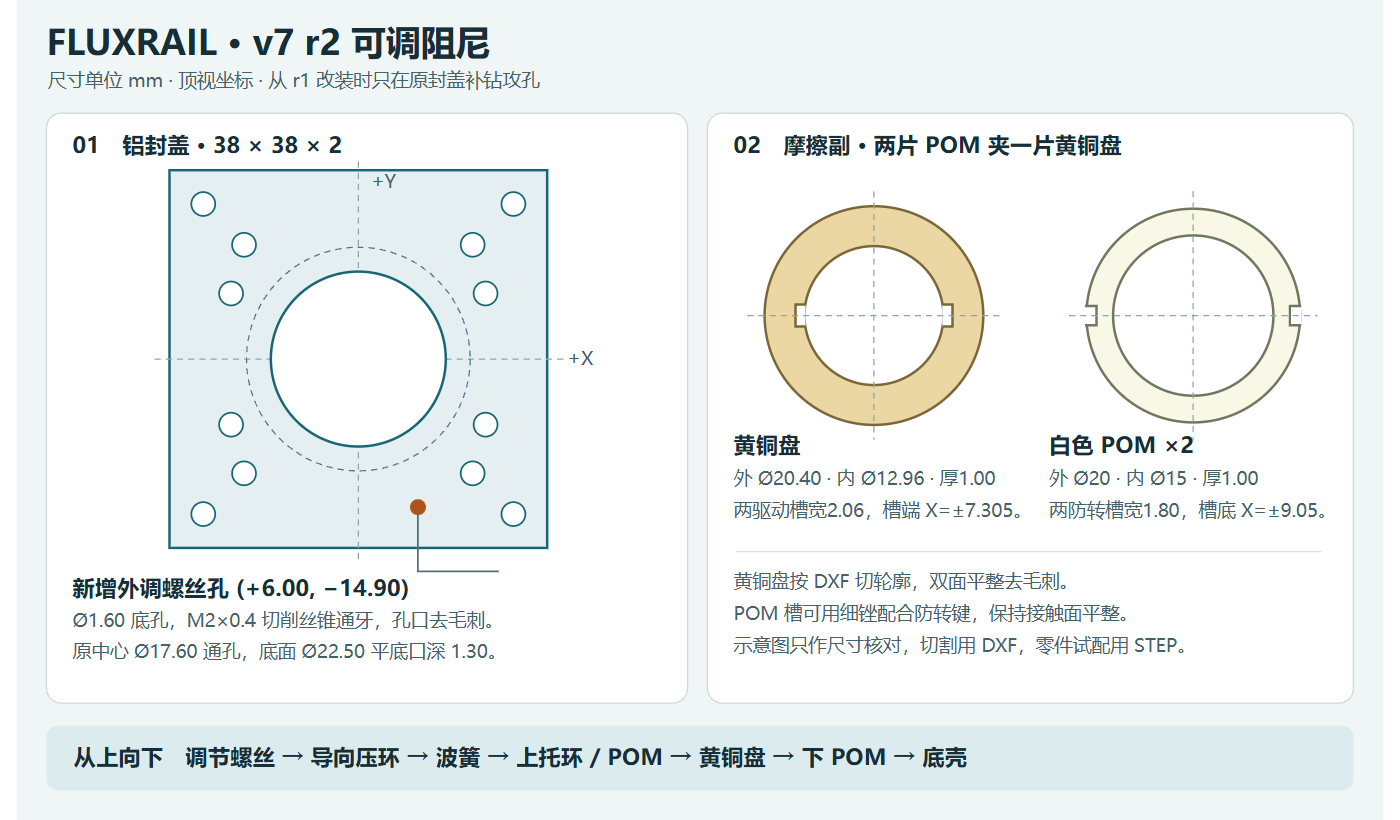 FLUXRAIL • v7 r2 可调阻尼
尺寸单位 mm · 顶视坐标 · 从 r1 改装时只在原封盖补钻攻孔
01 铝封盖 • 38 × 38 × 2
+Y
+X
新增外调螺丝孔 (+6.00, −14.90)
Ø1.60 底孔，M2×0.4 切削丝锥通牙，孔口去毛刺。
原中心 Ø17.60 通孔，底面 Ø22.50 平底口深 1.30。
02 摩擦副 • 两片 POM 夹一片黄铜盘
黄铜盘
外 Ø20.40 · 内 Ø12.96 · 厚1.00
两驱动槽宽2.06，槽端 X=±7.305。
白色 POM ×2
外 Ø20 · 内 Ø15 · 厚1.00
两防转槽宽1.80，槽底 X=±9.05。
黄铜盘按 DXF 切轮廓，双面平整去毛刺。
POM 槽可用细锉配合防转键，保持接触面平整。
示意图只作尺寸核对，切割用 DXF，零件试配用 STEP。
从上向下 调节螺丝 → 导向压环 → 波簧 → 上托环 / POM → 黄铜盘 → 下 POM → 底壳